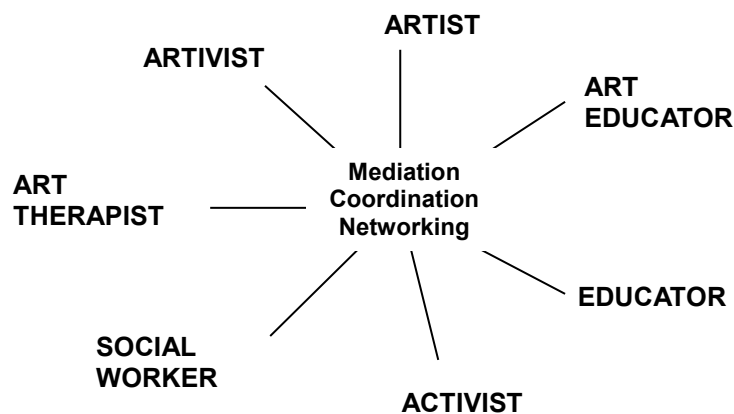 ARTIST
ARTIVIST
ART
EDUCATOR
Mediation
Coordination
Networking
ART
THERAPIST
EDUCATOR
SOCIAL
WORKER
ACTIVIST